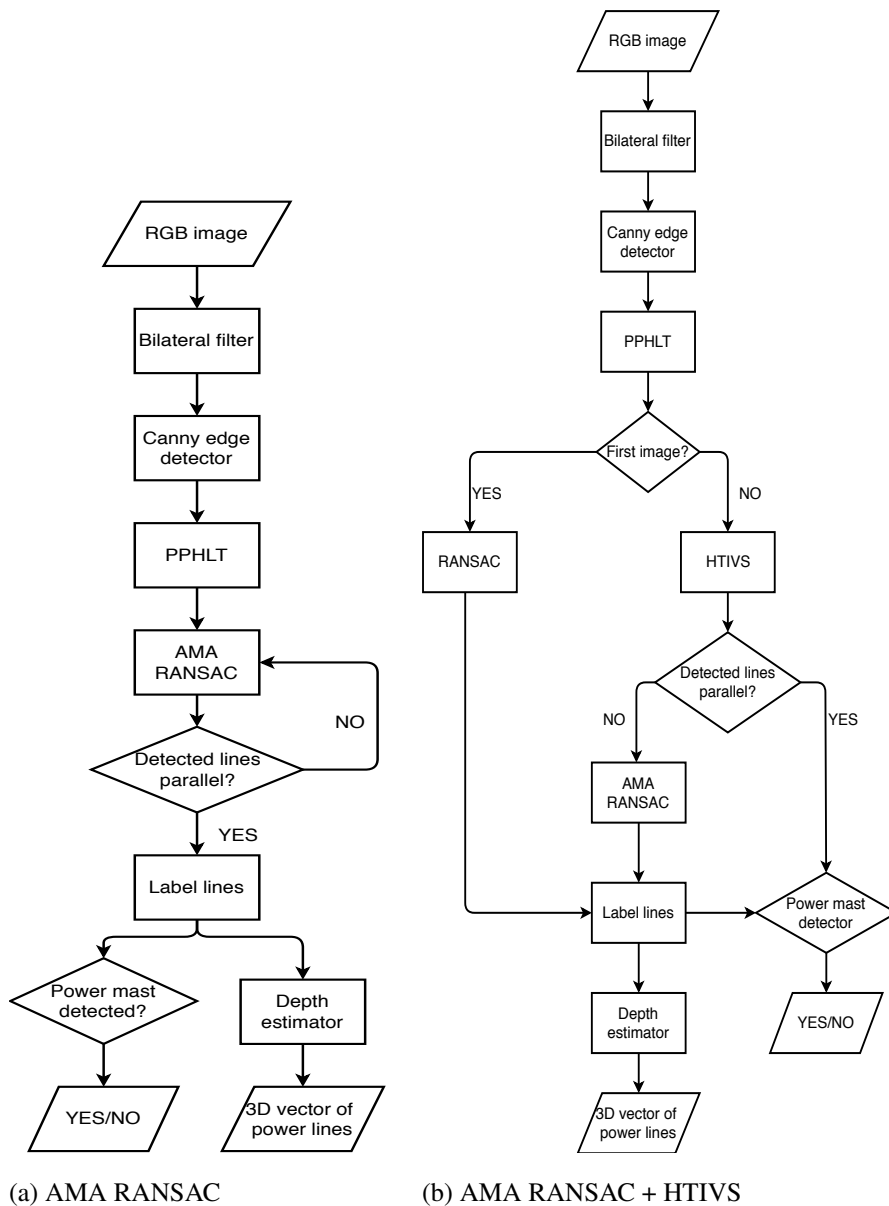 RGB image
Bilateral filter
Canny edge
detector
PPHLT
AMA
RANSAC
NO
Detected lines
parallel?
YES
Label lines
Power mast
detected?
Depth
estimator
YES/NO
3D vector of
power lines
(a) AMA RANSAC
RGB image
Bilateral filter
Canny edge
detector
PPHLT
First image?
YES
NO
RANSAC
HTIVS
Detected lines
parallel?
NO
YES
AMA
RANSAC
Label lines
Power mast
detector
Depth
estimator
YES/NO
3D vector of
power lines
(b) AMA RANSAC + HTIVS